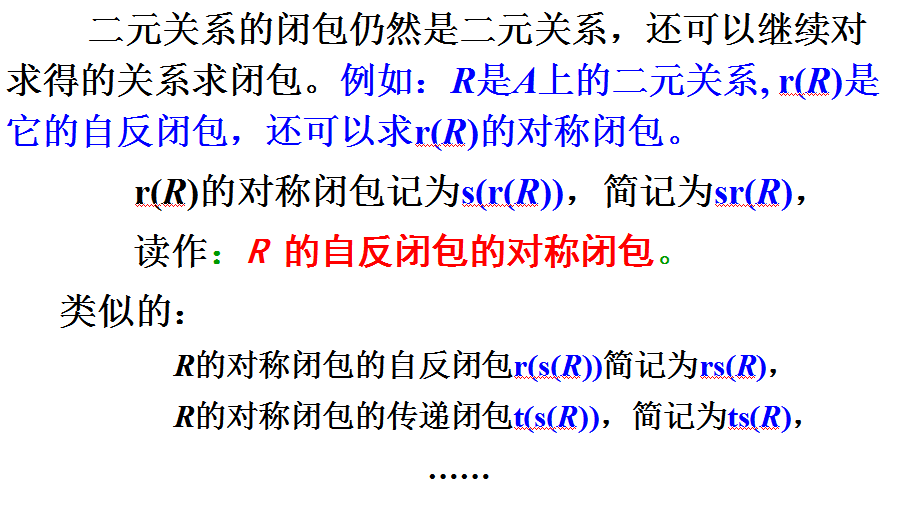 二元关系的闭包仍然是二元关系，还可以继续对
求得的关系求闭包。例如：R是A上的二元关系, r(R)是
它的自反闭包，还可以求r(R)的对称闭包。
r(R)的对称闭包记为s(r(R))，简记为sr(R)，
读作：R 的自反闭包的对称闭包。
类似的：
R的对称闭包的自反闭包r(s(R))简记为rs(R)，
R的对称闭包的传递闭包t(s(R))，简记为ts(R)，
……